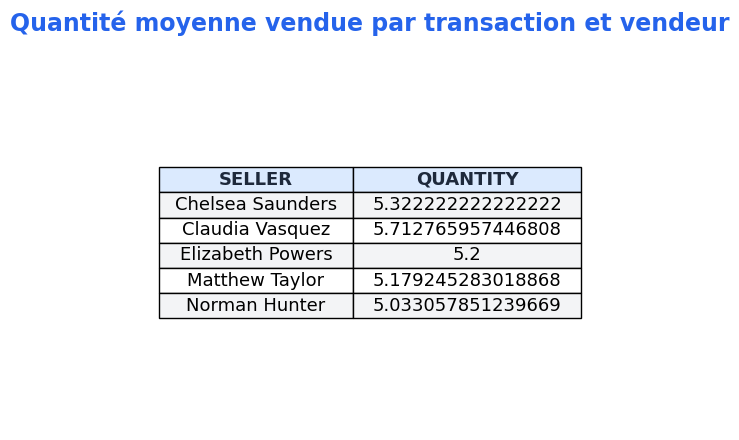 Quantité moyenne vendue par transaction et vendeur
SELLER QUANTITY
Chelsea Saunders 5.322222222222222
Claudia Vasquez 5.712765957446808
Elizabeth Powers 5.2
Matthew Taylor 5.179245283018868
Norman Hunter 5.033057851239669